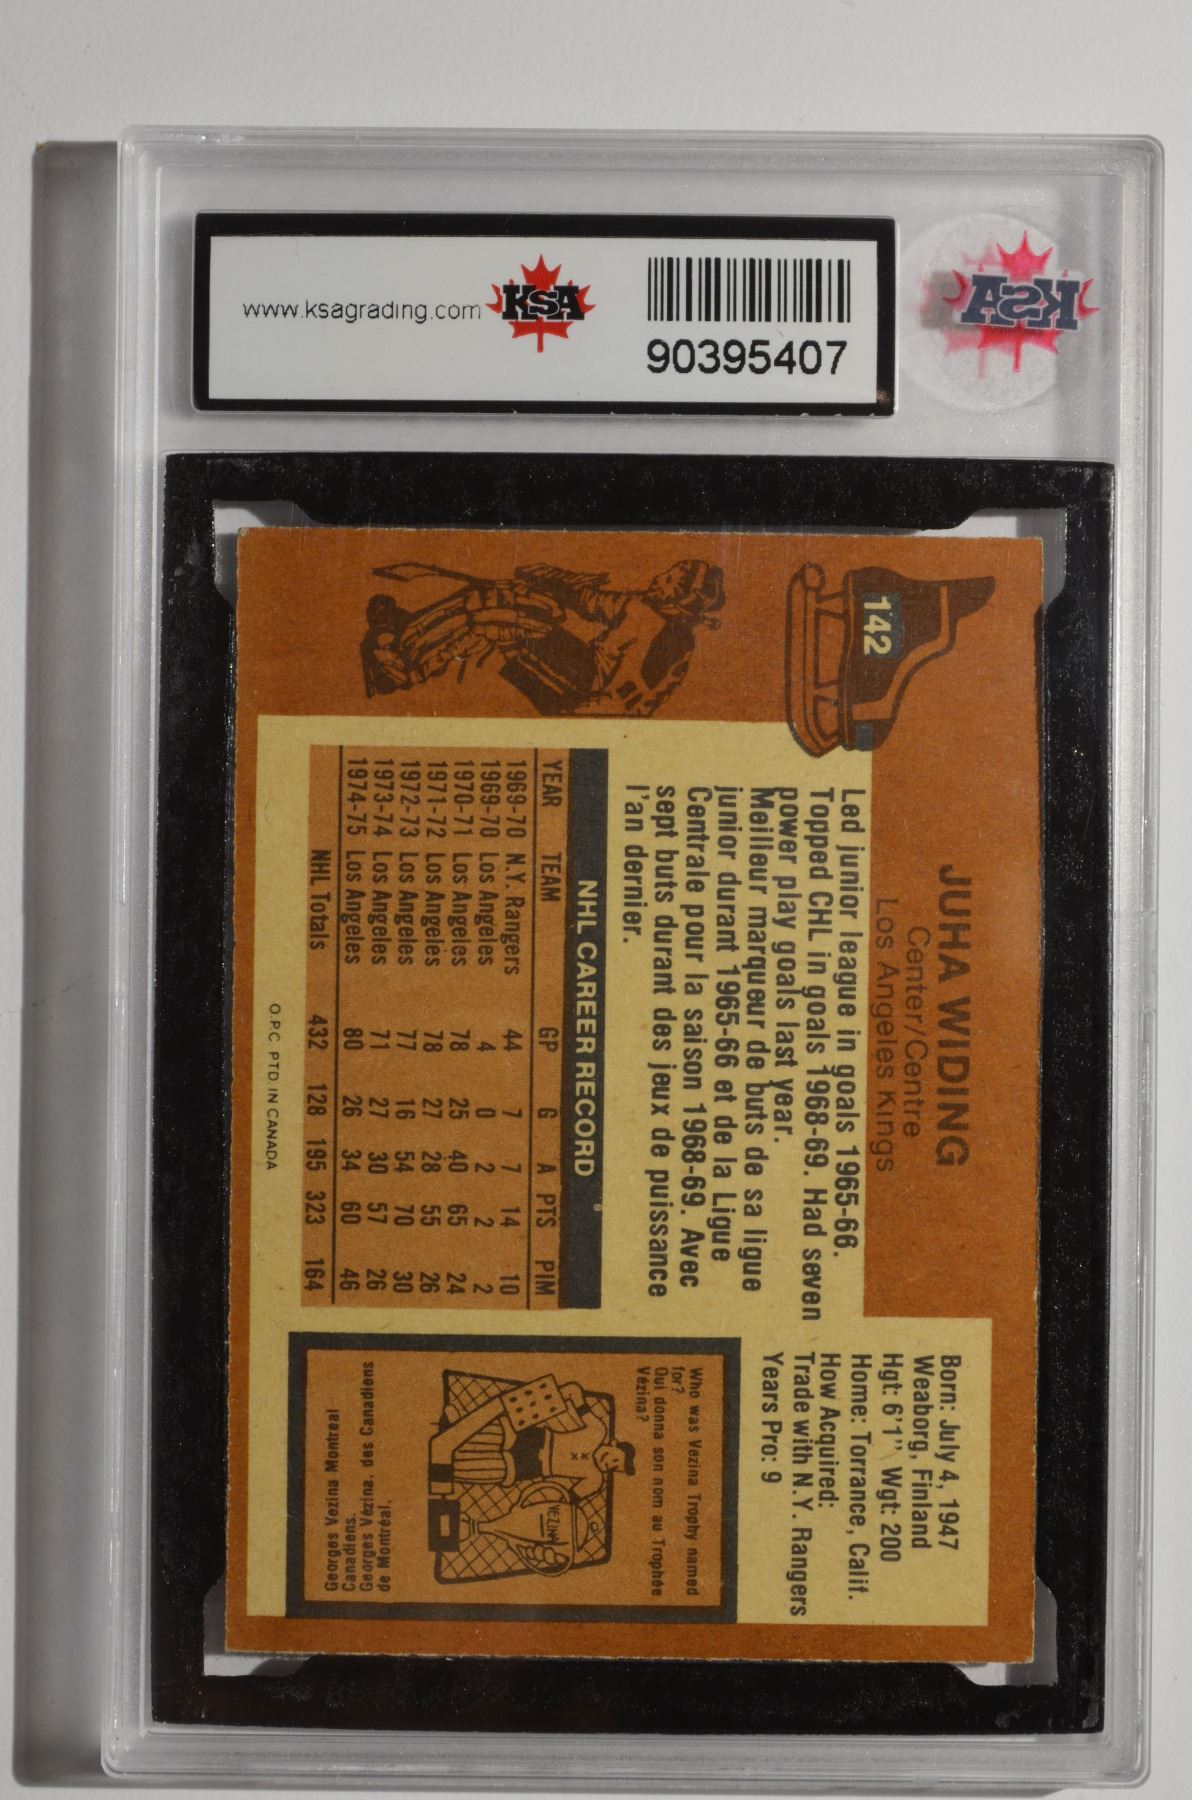 www.ksagrading.com
KSA
90395407
KSA
142
JUHA WIDING
Center/Centre
Los Angeles Kings
Led junior league in goals 1965-66.
Topped CHL in goals 1968-69. Had seven
power play goals last year.
Meilleur marqueur de buts de sa ligue
junior durant 1965-66 et de la Ligue
Centrale pour la saison 1968-69. Avec
sept buts durant des jeux de puissance
l'an dernier.
Born: July 4, 1947
Weaborg, Finland
Hgt: 6'1" Wgt: 200
Home: Torrance, Calif.
How Acquired:
Trade with N.Y. Rangers
Years Pro: 9
NHL CAREER RECORD
YEAR TEAM GP G A PTS PIM
1969-70 N.Y. Rangers 44 7 7 14 10
1969-70 Los Angeles 4 0 2 2 2
1970-71 Los Angeles 78 25 40 65 24
1971-72 Los Angeles 78 27 28 55 26
1972-73 Los Angeles 77 16 54 70 30
1973-74 Los Angeles 71 27 30 57 26
1974-75 Los Angeles 80 26 34 60 46
NHL Totals 432 128 195 323 164
O.P.C. PTD. IN CANADA
Who was Vezina Trophy named
for?
Qui donna son nom au Trophée
Vézina?
VEZINA
Georges Vezina Montreal
Canadiens.
Georges Vézina, des Canadiens
de Montréal.